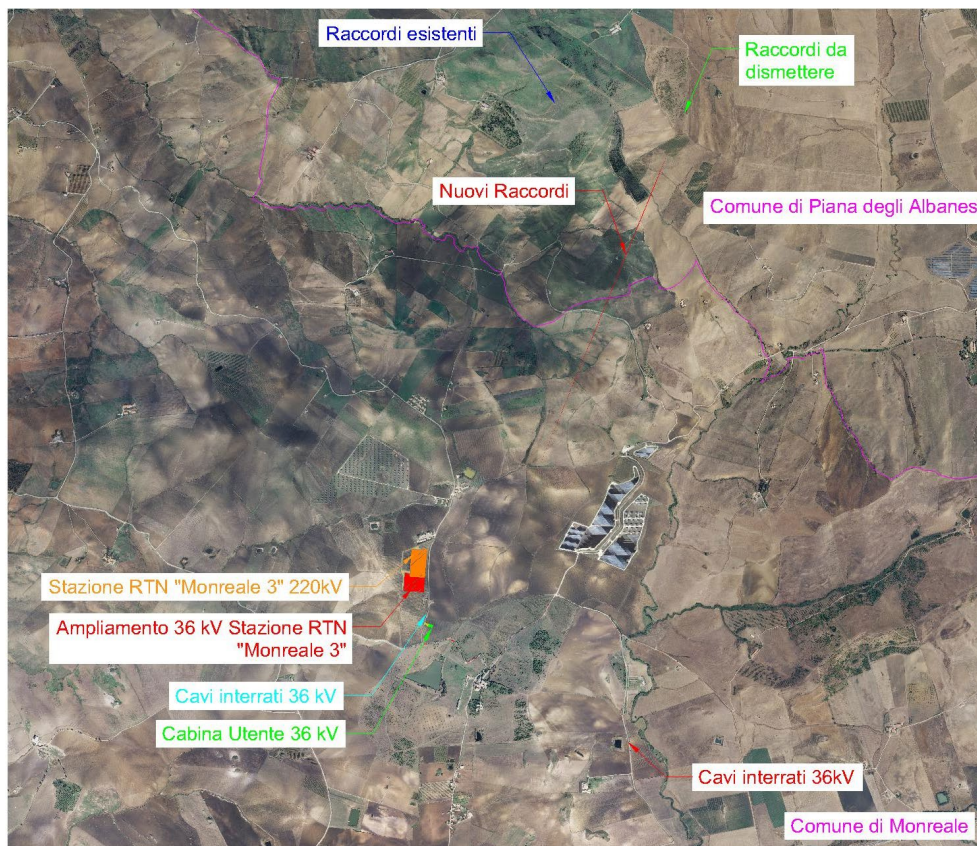 Raccordi esistenti
Raccordi da
dismettere
Nuovi Raccordi
Comune di Piana degli Albanes
Stazione RTN "Monreale 3" 220kV
Ampliamento 36 kV Stazione RTN
"Monreale 3"
Cavi interrati 36 kV
Cabina Utente 36 kV
Cavi interrati 36kV
Comune di Monreale